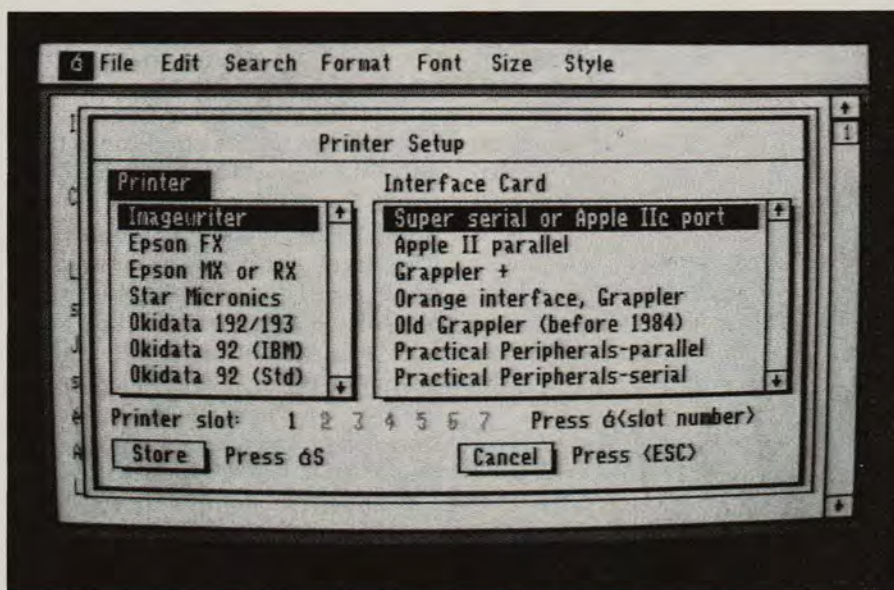 File Edit Search Format Font Size Style
1
Printer Setup
Printer
Imagewriter
Epson FX
Epson MX or RX
Star Micronics
Okidata 192/193
Okidata 92 (IBM)
Okidata 92 (Std)
Interface Card
Super serial or Apple IIc port
Apple II parallel
Grappler +
Orange interface, Grappler
Old Grappler (before 1984)
Practical Peripherals-parallel
Practical Peripherals-serial
Printer slot: 1 2 3 4 5 6 7 Press <slot number>
Store Press S
Cancel Press <ESC>